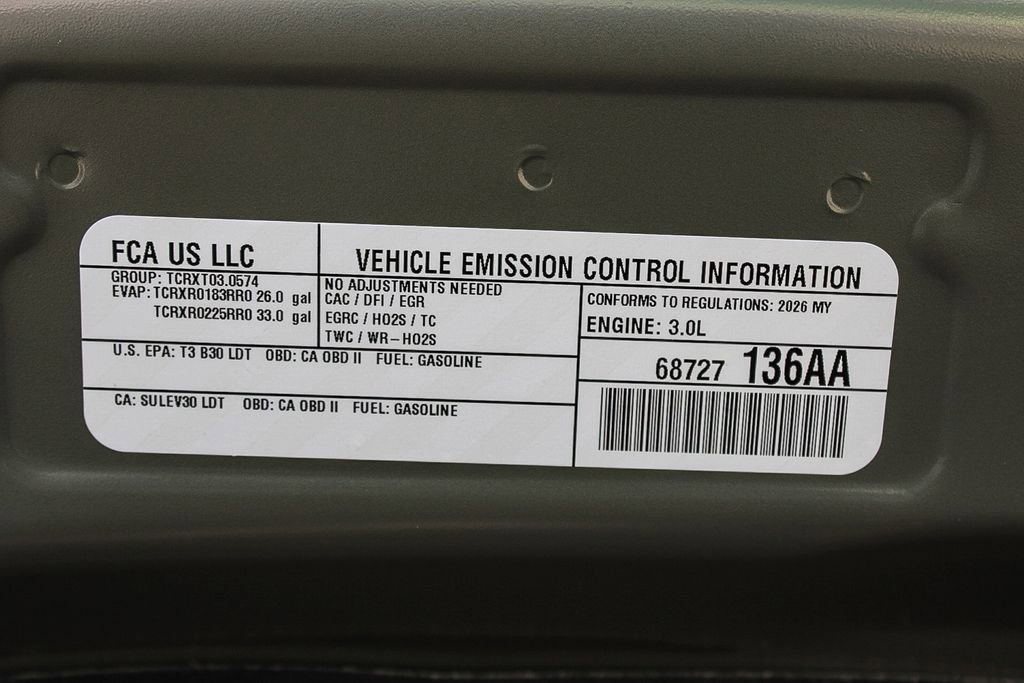 FCA US LLC
VEHICLE EMISSION CONTROL INFORMATION
GROUP: TCRXT03.0574
EVAP: TCRXR0183RR0 26.0 gal
TCRXR0225RR0 33.0 gal
NO ADJUSTMENTS NEEDED
CAC / DFI / EGR
EGRC / HO2S / TC
TWC / WR-HO2S
CONFORMS TO REGULATIONS: 2026 MY
ENGINE: 3.0L
U.S. EPA: T3 B30 LDT OBD: CA OBD II FUEL: GASOLINE
68727 136AA
CA: SULEV30 LDT OBD: CA OBD II FUEL: GASOLINE